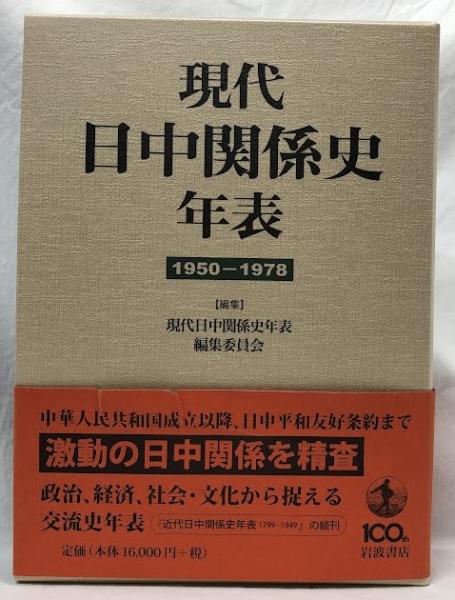 現代
日中関係史
年表
1950－1978
【編集】
現代日中関係史年表
編集委員会
中華人民共和国成立以降、日中平和友好条約まで
激動の日中関係を精査
政治、経済、社会・文化から捉える
交流史年表
『近代日中関係史年表 1799-1949』の続刊
定価（本体16,000円＋税）
100th
岩波書店